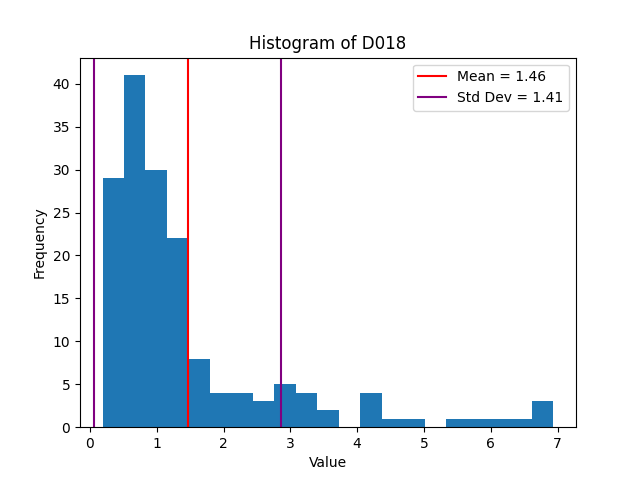 Histogram of D018
Mean = 1.46
Std Dev = 1.41
Frequency
40
35
30
25
20
15
10
5
0
0 1 2 3 4 5 6 7
Value